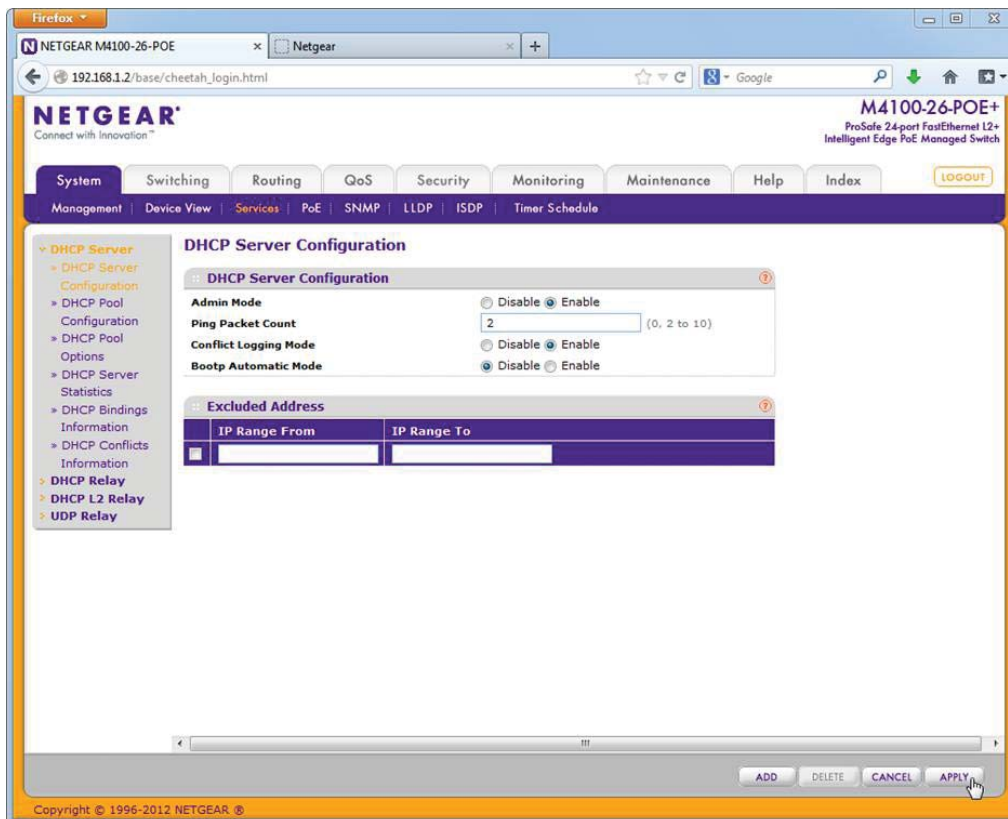 Firefox
NETGEAR M4100-26-POE
Netgear
192.168.1.2/base/cheetah_login.html
Google
NETGEAR®
Connect with Innovation™
M4100-26-POE+
ProSafe 24-port FastEthernet L2+
Intelligent Edge PoE Managed Switch
System Switching Routing QoS Security Monitoring Maintenance Help Index LOGOUT
Management Device View Services PoE SNMP LLDP ISDP Timer Schedule
DHCP Server
» DHCP Server
Configuration
» DHCP Pool
Configuration
» DHCP Pool
Options
» DHCP Server
Statistics
» DHCP Bindings
Information
» DHCP Conflicts
Information
DHCP Relay
DHCP L2 Relay
UDP Relay
DHCP Server Configuration
DHCP Server Configuration ?
Admin Mode Disable Enable
Ping Packet Count 2 (0, 2 to 10)
Conflict Logging Mode Disable Enable
Bootp Automatic Mode Disable Enable
Excluded Address ?
IP Range From IP Range To
ADD DELETE CANCEL APPLY
Copyright © 1996-2012 NETGEAR ®